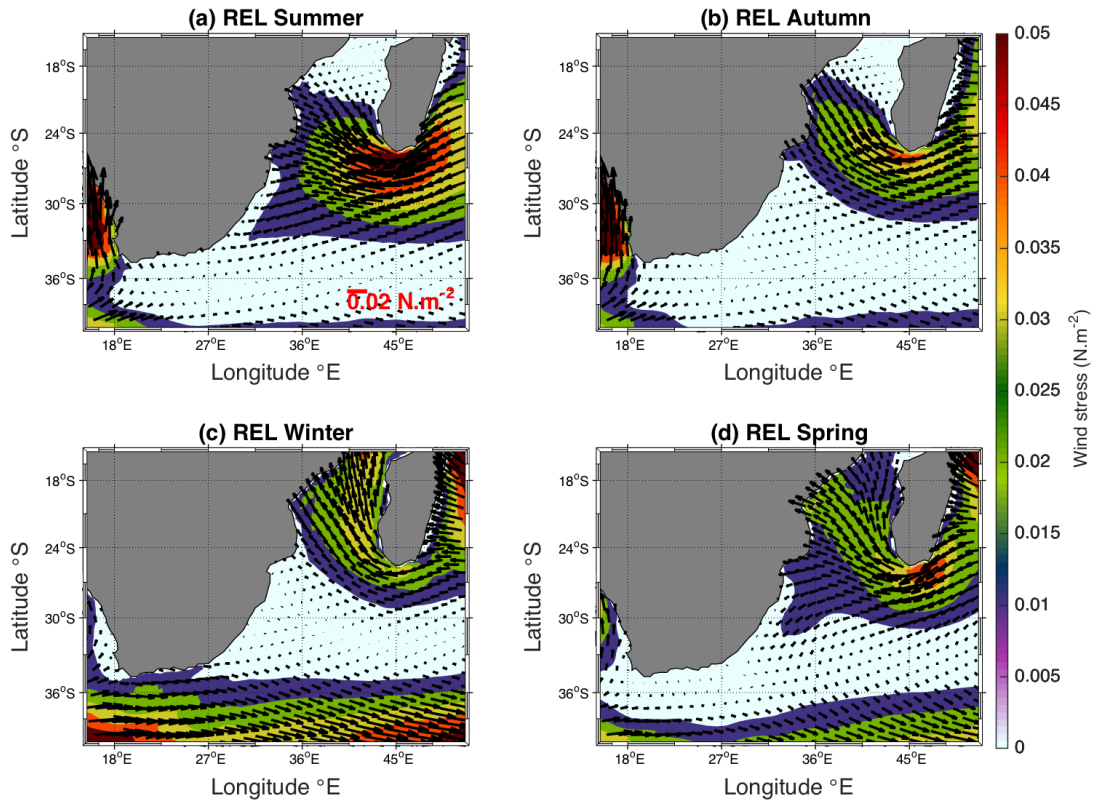 (a) REL Summer
18°S
24°S
30°S
36°S
Latitude °S
0.02 N.m-2
18°E 27°E 36°E 45°E
Longitude °E
(b) REL Autumn
18°S
24°S
30°S
36°S
Latitude °S
18°E 27°E 36°E 45°E
Longitude °E
(c) REL Winter
18°S
24°S
30°S
36°S
Latitude °S
18°E 27°E 36°E 45°E
Longitude °E
(d) REL Spring
18°S
24°S
30°S
36°S
Latitude °S
18°E 27°E 36°E 45°E
Longitude °E
0.05
0.045
0.04
0.035
0.03
0.025
0.02
0.015
0.01
0.005
0
Wind stress (N.m-2)